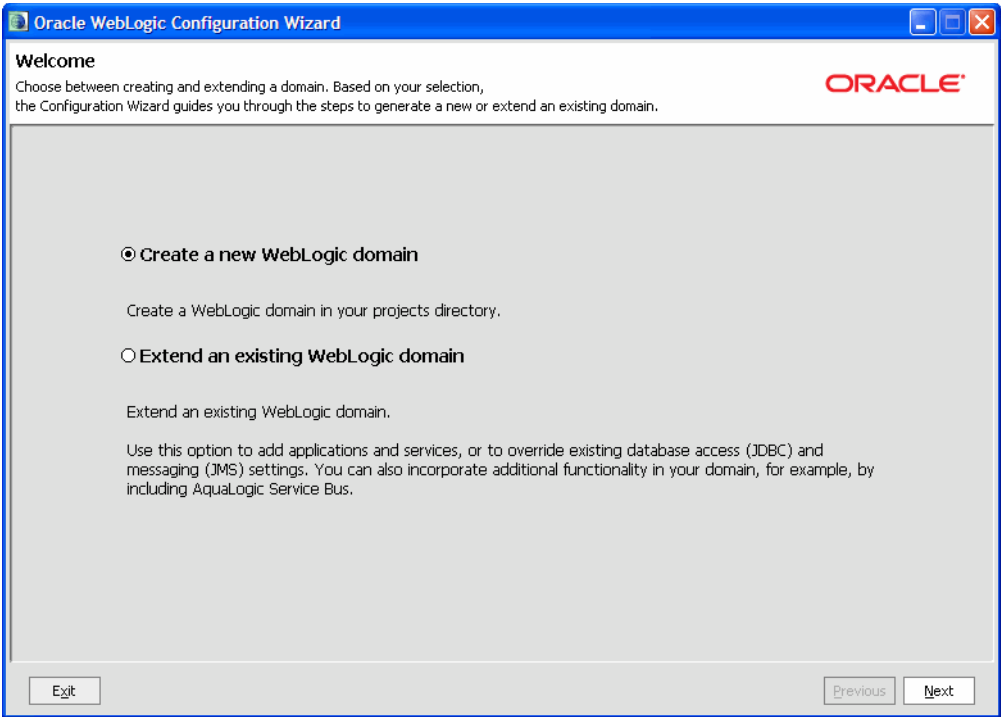 Oracle WebLogic Configuration Wizard
Welcome
Choose between creating and extending a domain. Based on your selection,
the Configuration Wizard guides you through the steps to generate a new or extend an existing domain.
ORACLE
Create a new WebLogic domain
Create a WebLogic domain in your projects directory.
Extend an existing WebLogic domain
Extend an existing WebLogic domain.
Use this option to add applications and services, or to override existing database access (JDBC) and
messaging (JMS) settings. You can also incorporate additional functionality in your domain, for example, by
including AquaLogic Service Bus.
Exit
Previous
Next